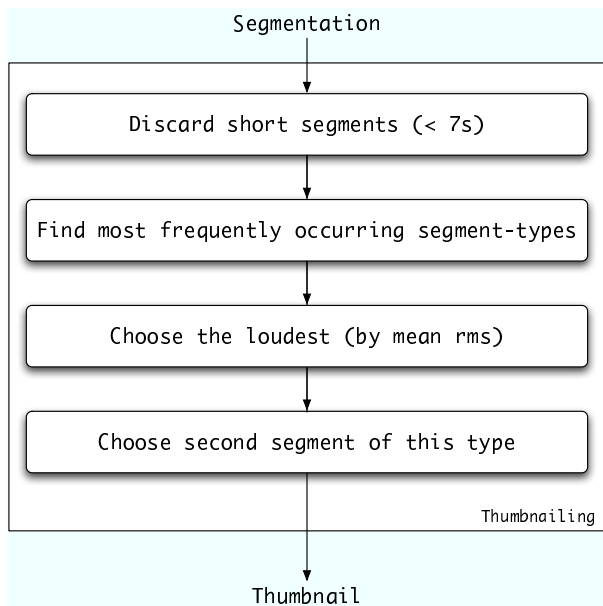 Segmentation
Discard short segments (< 7s)
Find most frequently occurring segment-types
Choose the loudest (by mean rms)
Choose second segment of this type
Thumbnailing
Thumbnail